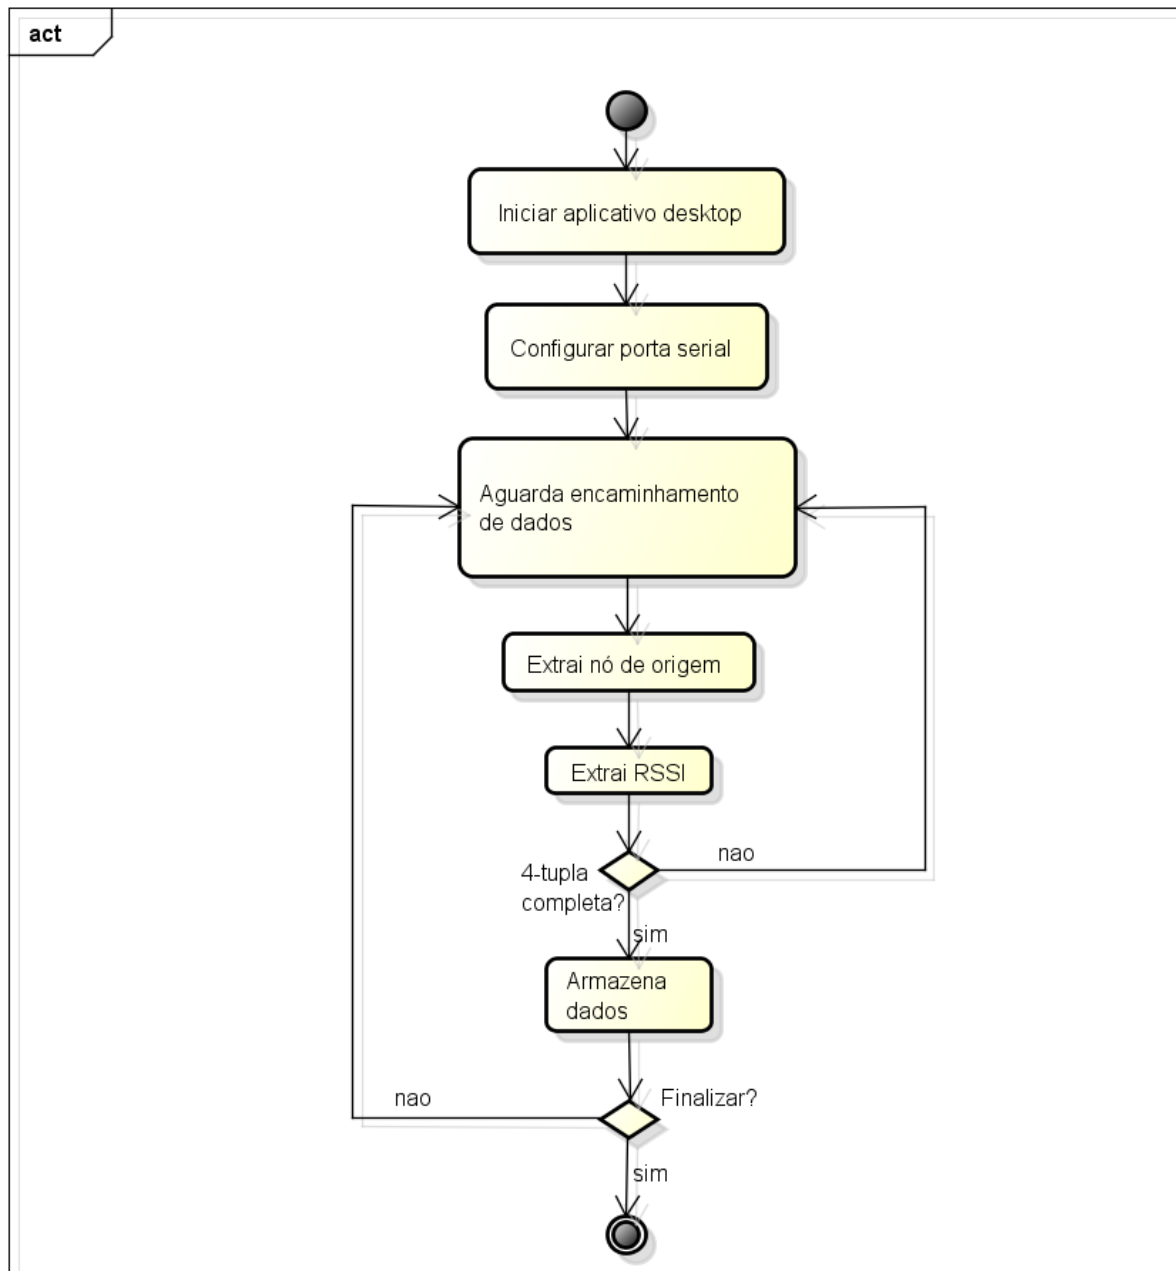 act
Iniciar aplicativo desktop
Configurar porta serial
Aguarda encaminhamento
de dados
Extrai nó de origem
Extrai RSSI
nao
4-tupla
completa?
sim
Armazena
dados
nao
Finalizar?
sim